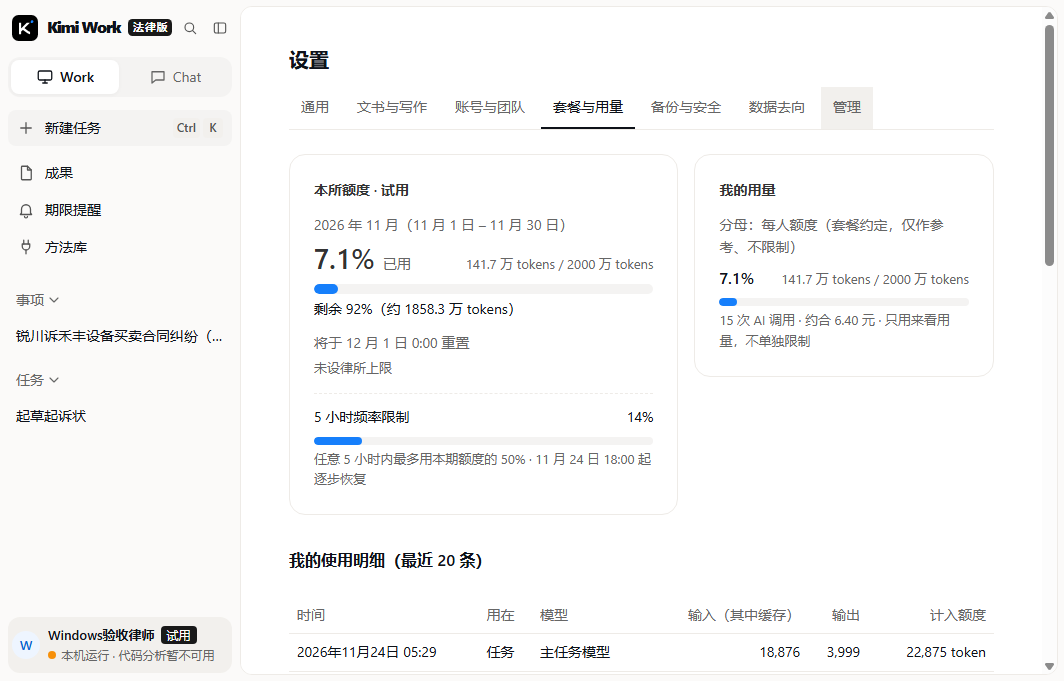 Kimi Work 法律版
Work
Chat
新建任务 Ctrl K
成果
期限提醒
方法库
事项
锐川诉禾丰设备买卖合同纠纷（...
任务
起草起诉状
W
Windows验收律师 试用
本机运行 · 代码分析暂不可用
设置
通用 文书与写作 账号与团队 套餐与用量 备份与安全 数据去向 管理
本所额度 · 试用
2026 年 11 月（11 月 1 日 – 11 月 30 日）
7.1% 已用 141.7 万 tokens / 2000 万 tokens
剩余 92%（约 1858.3 万 tokens）
将于 12 月 1 日 0:00 重置
未设律所上限
5 小时频率限制 14%
任意 5 小时内最多用本期额度的 50% · 11 月 24 日 18:00 起
逐步恢复
我的用量
分母：每人额度（套餐约定，仅作参
考、不限制）
7.1% 141.7 万 tokens / 2000 万 tokens
15 次 AI 调用 · 约合 6.40 元 · 只用来看用
量，不单独限制
我的使用明细（最近 20 条）
时间 用在 模型 输入（其中缓存） 输出 计入额度
2026年11月24日 05:29 任务 主任务模型 18,876 3,999 22,875 token